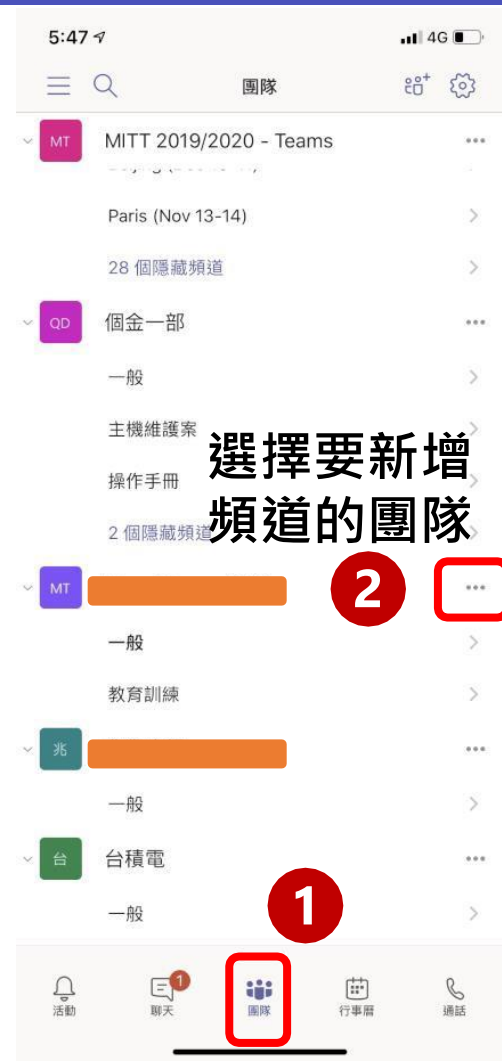 5:47
4G
團隊
MT
MITT 2019/2020 - Teams
Paris (Nov 13-14)
28 個隱藏頻道
QD
個金一部
一般
主機維護案
操作手冊
2 個隱藏頻道
選擇要新增
頻道的團隊
MT
2
一般
教育訓練
兆
一般
台
台積電
一般
1
1
活動
聊天
團隊
行事曆
通話